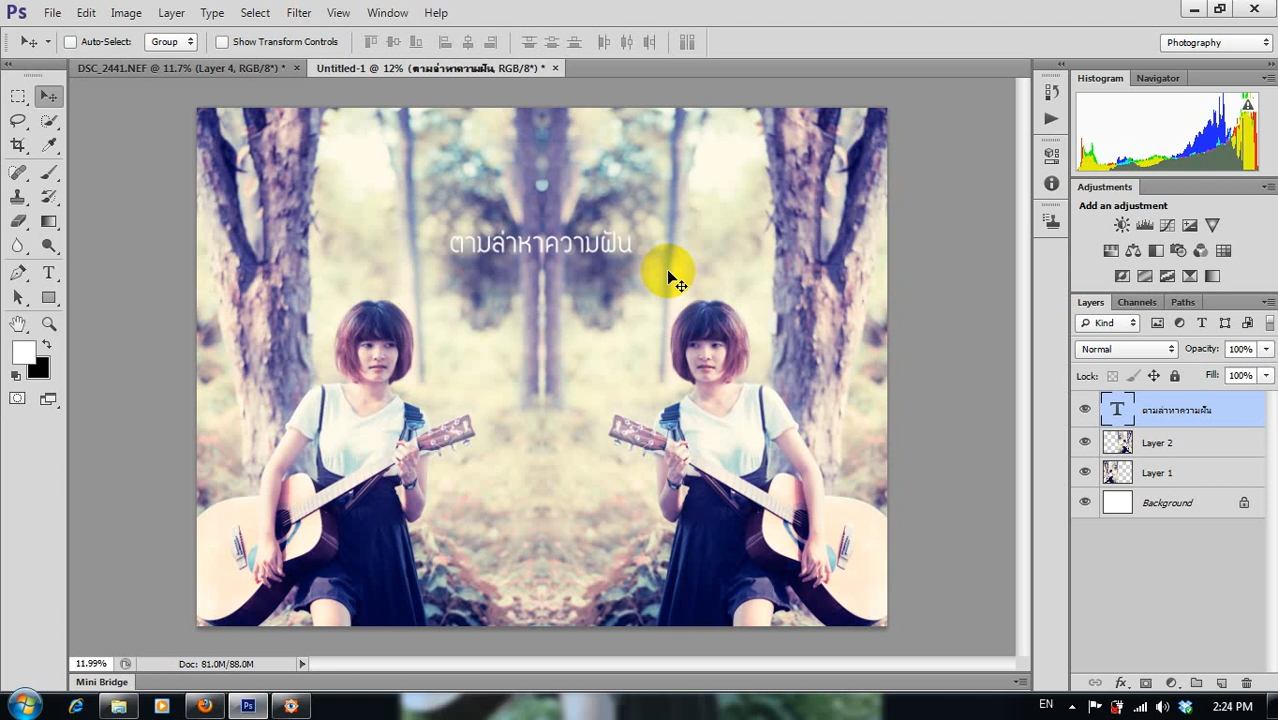 Ps File Edit Image Layer Type Select Filter View Window Help
Auto-Select: Group Show Transform Controls Photography
DSC_2441.NEF @ 11.7% (Layer 4, RGB/8*) * × Untitled-1 @ 12% (ตามล่าหาความฝัน, RGB/8*) * ×
Histogram Navigator
Adjustments
Add an adjustment
ตามล่าหาความฝัน
Layers Channels Paths
Kind
Normal Opacity: 100%
Lock: Fill: 100%
T ตามล่าหาความฝัน
Layer 2
Layer 1
Background
11.99% Doc: 81.0M/88.0M
Mini Bridge
EN 2:24 PM